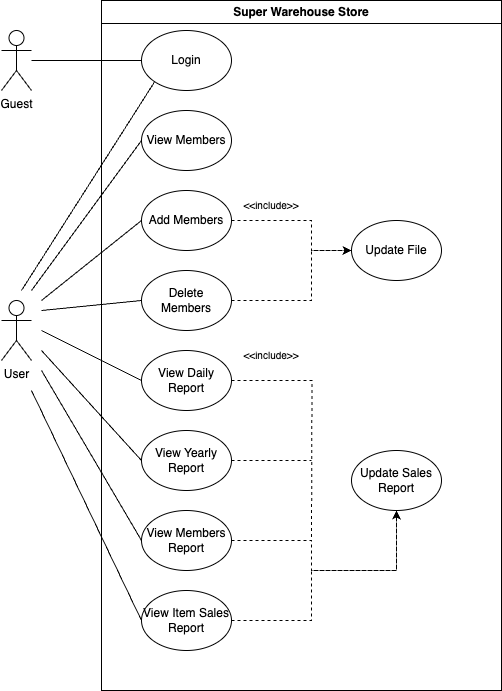 Super Warehouse Store
Login
Guest
View Members
<<include>>
Add Members
Update File
Delete
Members
User
<<include>>
View Daily
Report
View Yearly
Report
Update Sales
Report
View Members
Report
View Item Sales
Report